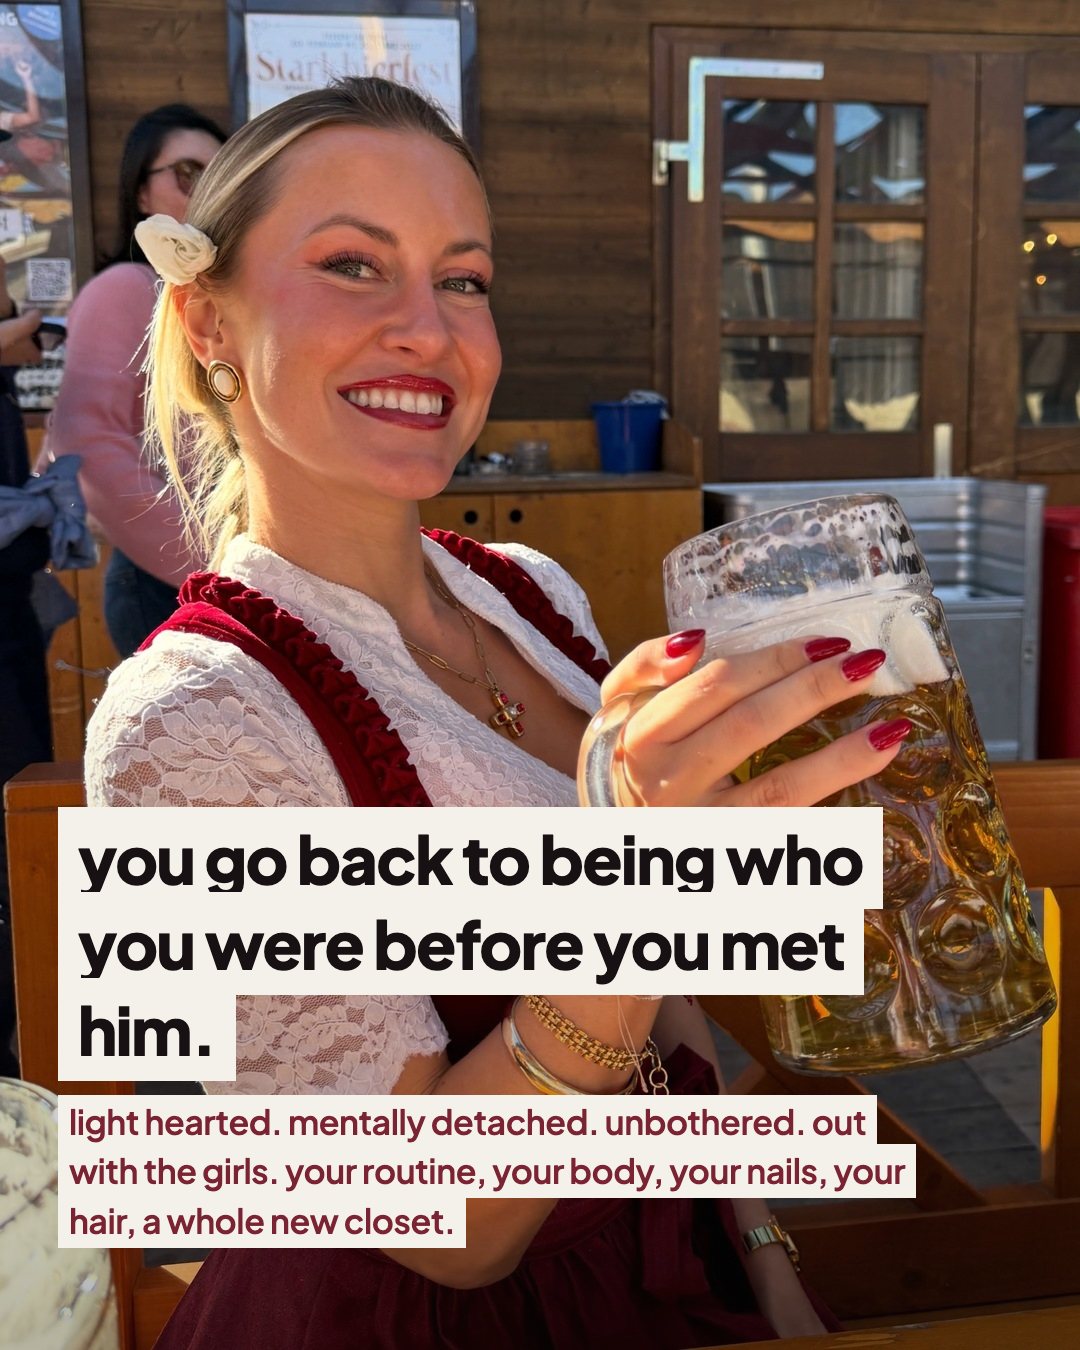 Starkbierfest
you go back to being who
you were before you met
him.
light hearted. mentally detached. unbothered. out
with the girls. your routine, your body, your nails, your
hair, a whole new closet.